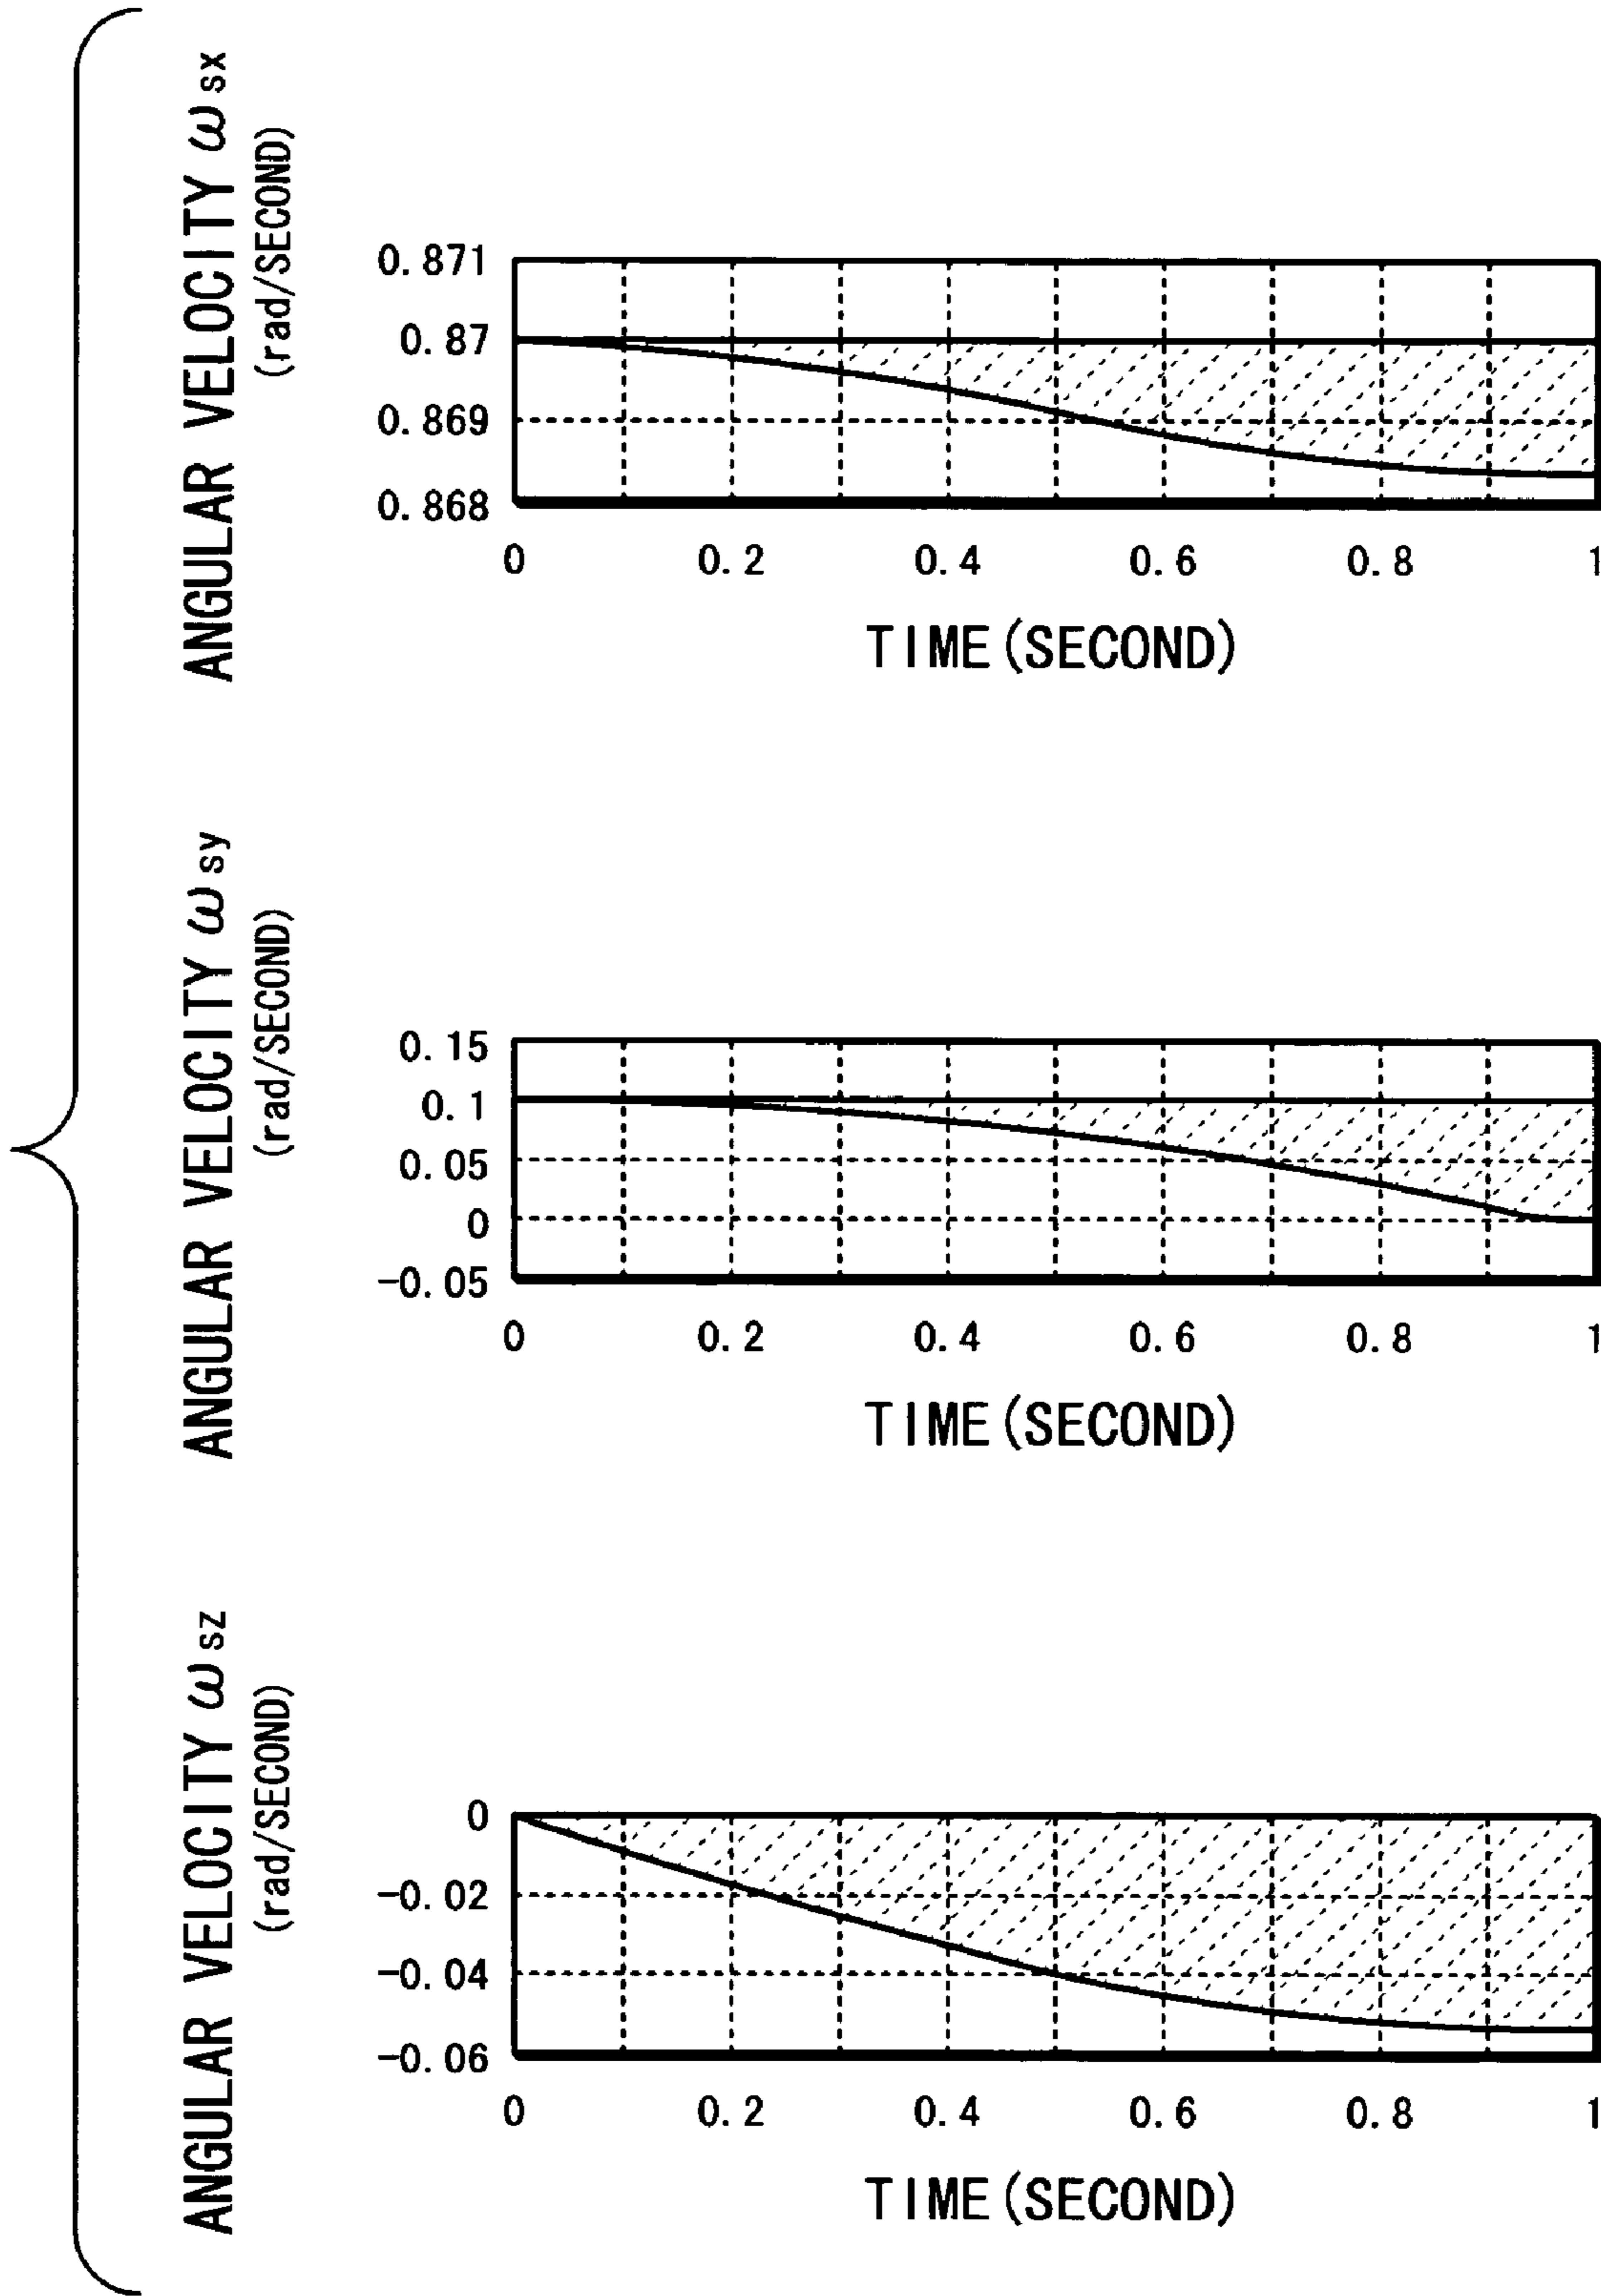 ANGULAR VELOCITY ωsx
(rad/SECOND)
0.871
0.87
0.869
0.868
0 0.2 0.4 0.6 0.8 1
TIME(SECOND)
ANGULAR VELOCITY ωsy
(rad/SECOND)
0.15
0.1
0.05
0
-0.05
0 0.2 0.4 0.6 0.8 1
TIME(SECOND)
ANGULAR VELOCITY ωsz
(rad/SECOND)
0
-0.02
-0.04
-0.06
0 0.2 0.4 0.6 0.8 1
TIME(SECOND)